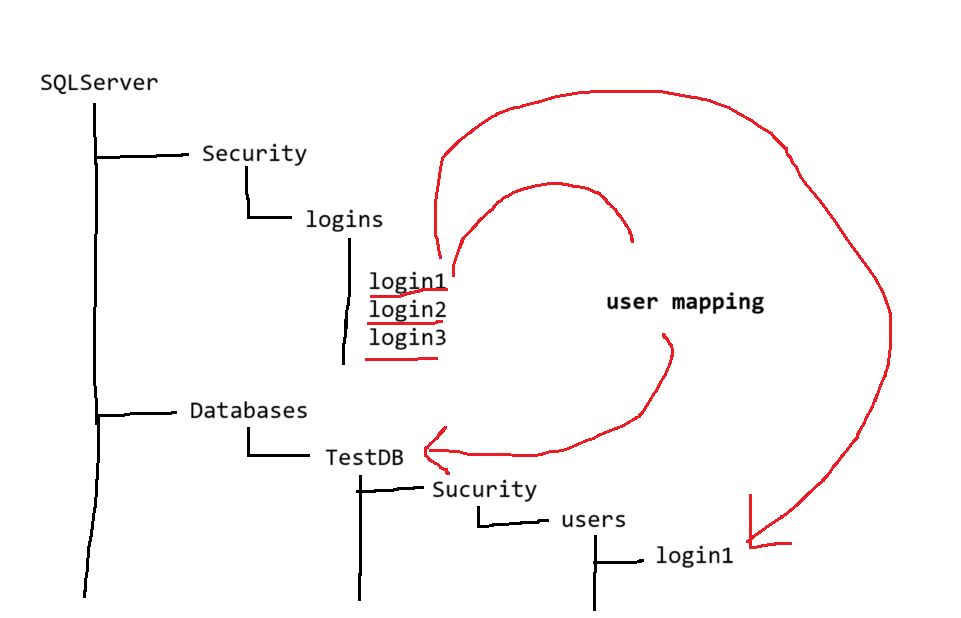 SQLServer
Security
logins
login1
login2
login3
user mapping
Databases
TestDB
Sucurity
users
login1